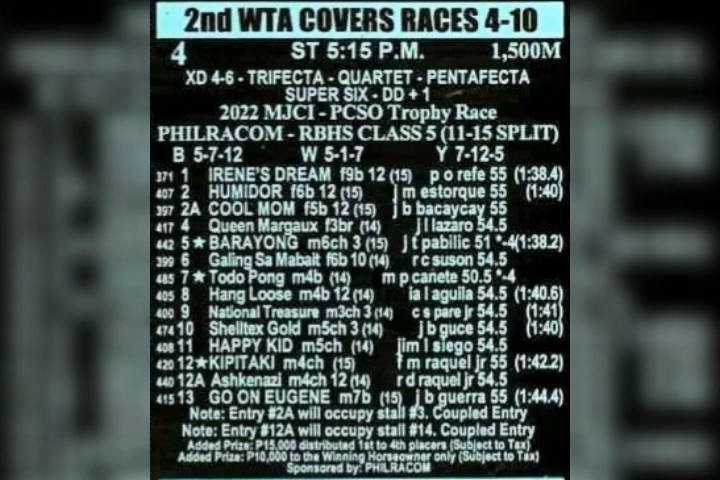 2nd WTA COVERS RACES 4-10
4 ST 5:15 P.M. 1,500M
XD 4-6 - TRIFECTA - QUARTET - PENTAFECTA
SUPER SIX - DD + 1
2022 MJCI - PCSO Trophy Race
PHILRACOM - RBHS CLASS 5 (11-15 SPLIT)
B 5-7-12 W 5-1-7 Y 7-12-5
371 1 IRENE'S DREAM f9b 12 (15) p o refe 55 (1:38.4)
407 2 HUMIDOR f6b 12 (15) j m estorque 55 (1:40)
397 2A COOL MOM f5b 12 (15) j b bacaycay 55
417 4 Queen Margaux f3br (14) j l lazaro 54.5
442 5 ★ BARAYONG m6ch 3 (15) j t pabilic 51 *-4(1:38.2)
399 6 Galing Sa Mabait f6b 10 (14) r c suson 54.5
485 7 ★ Todo Pong m4b (14) m p cañete 50.5 *-4
405 8 Hang Loose m4b 12 (14) ia l aguila 54.5 (1:40.6)
400 9 National Treasure m3ch 3 (14) c s pare jr 54.5 (1:41)
474 10 Shelltex Gold m5ch 3 (14) j b guce 54.5 (1:40)
408 11 HAPPY KID m5ch (14) jim l siego 54.5
420 12★KIPITAKI m4ch (15) f m raquel jr 55 (1:42.2)
440 12A Ashkenazi m4ch 12 (14) r d raquel jr 54.5
415 13 GO ON EUGENE m7b (15) j b guerra 55 (1:44.4)
Note: Entry #2A will occupy stall #3. Coupled Entry
Note: Entry #12A will occupy stall #14. Coupled Entry
Added Prize: P15,000 distributed 1st to 4th placers (Subject to Tax)
Added Prize: P10,000 to the Winning Horseowner only (Subject to Tax)
Sponsored by: PHILRACOM